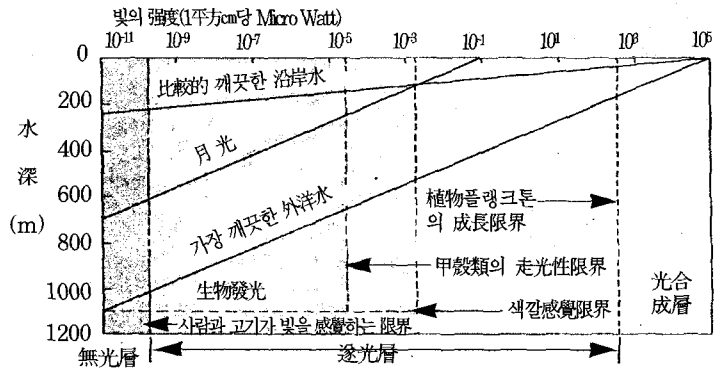 빛의 强度(1平方cm당 Micro Watt)
10-11 10-9 10-7 10-5 10-3 10-1 10¹ 10³ 10⁵
0
200
400
600
800
1000
1200
水
深
(m)
比較的 깨끗한 沿岸水
月光
가장 깨끗한 外洋水
植物플랭크톤
의 成長限界
甲殼類의 走光性限界
生物發光
색깔感覺限界
光合
成層
사람과 고기가 빛을 感覺하는 限界
無光層
遂光層